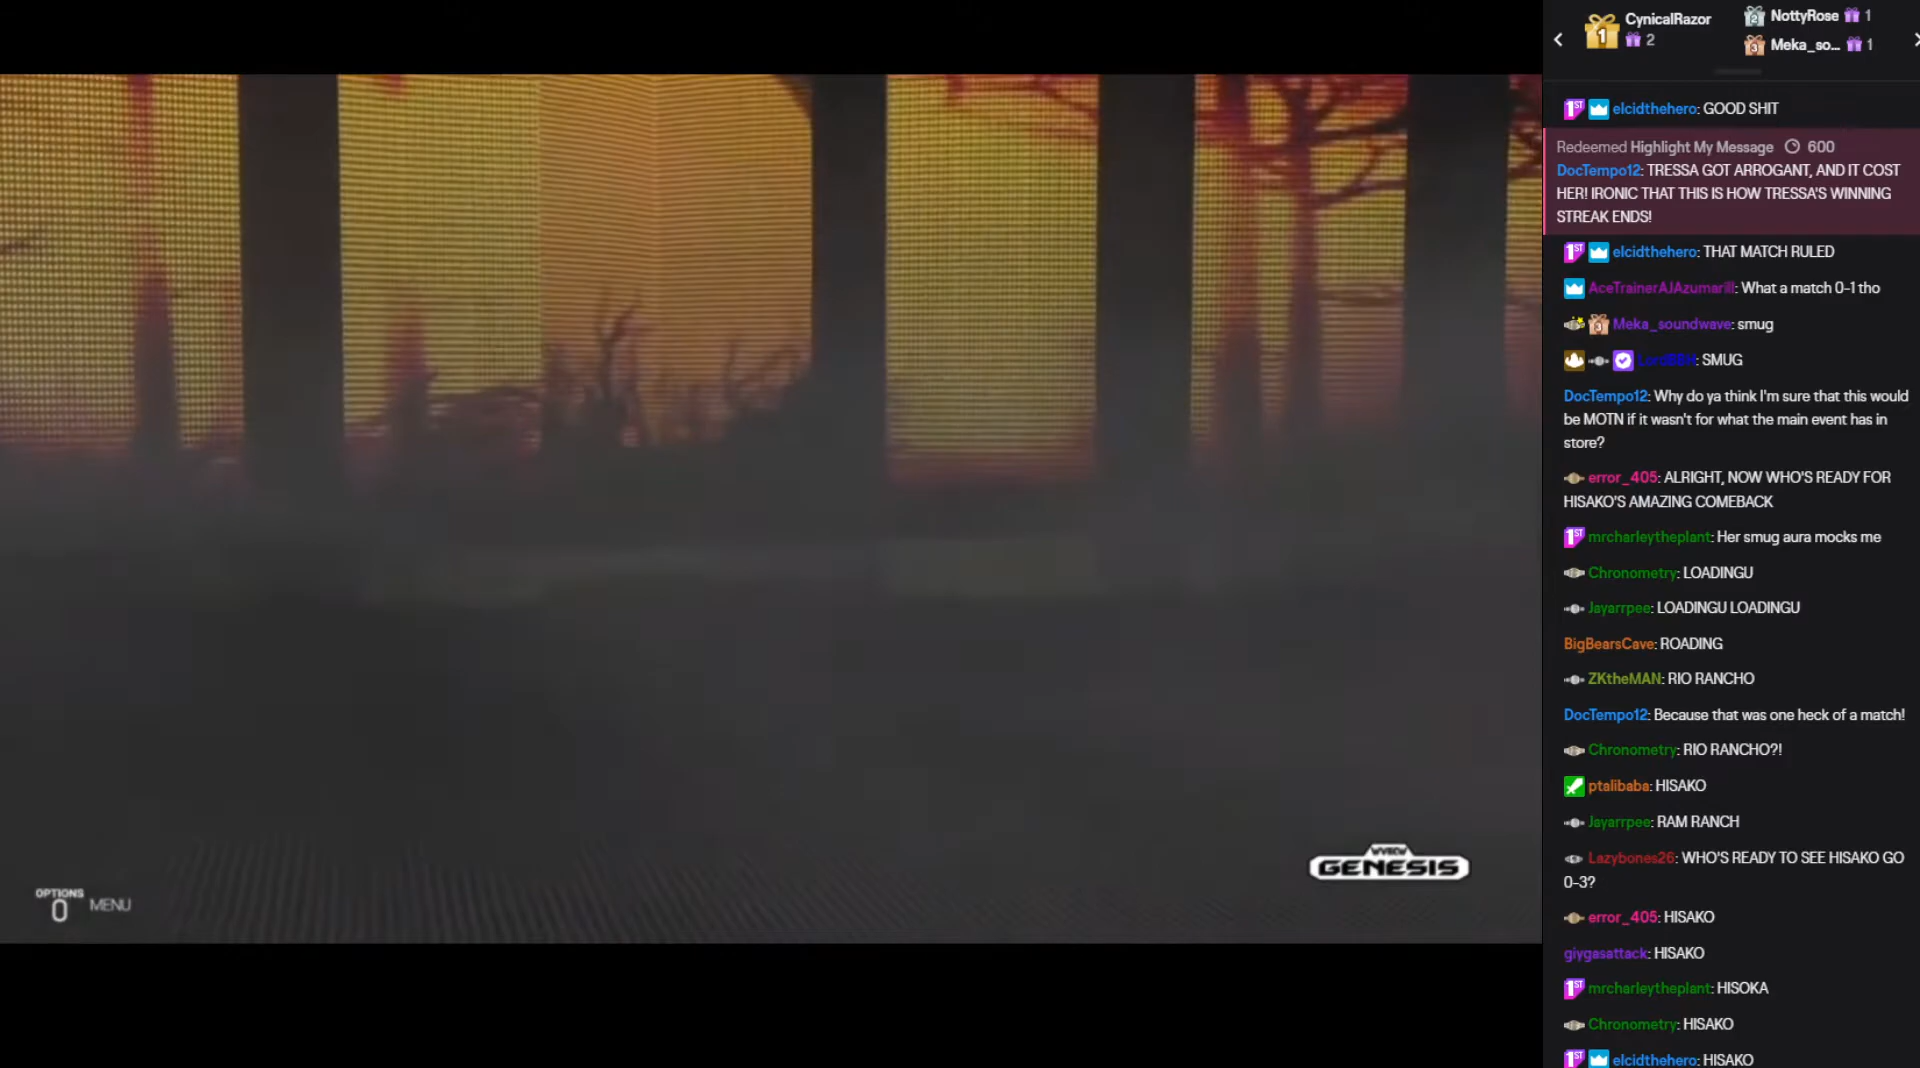 CynicalRazor
2
NottyRose 1
Meka_so... 1
elcidthehero: GOOD SHIT
Redeemed Highlight My Message 600
DocTempo12: TRESSA GOT ARROGANT, AND IT COST
HER! IRONIC THAT THIS IS HOW TRESSA'S WINNING
STREAK ENDS!
elcidthehero: THAT MATCH RULED
AceTrainerAJAzumarill: What a match 0-1 tho
Meka_soundwave: smug
LordBBH: SMUG
DocTempo12: Why do ya think I'm sure that this would
be MOTN if it wasn't for what the main event has in
store?
error_405: ALRIGHT, NOW WHO'S READY FOR
HISAKO'S AMAZING COMEBACK
mrcharleytheplant: Her smug aura mocks me
Chronometry: LOADINGU
Jayarrpee: LOADINGU LOADINGU
BigBearsCave: ROADING
ZKtheMAN: RIO RANCHO
DocTempo12: Because that was one heck of a match!
Chronometry: RIO RANCHO?!
ptalibaba: HISAKO
Jayarrpee: RAM RANCH
Lazybones26: WHO'S READY TO SEE HISAKO GO
0-3?
error_405: HISAKO
giygasattack: HISAKO
mrcharleytheplant: HISOKA
Chronometry: HISAKO
elcidthehero: HISAKO
GENESIS
OPTIONS
MENU